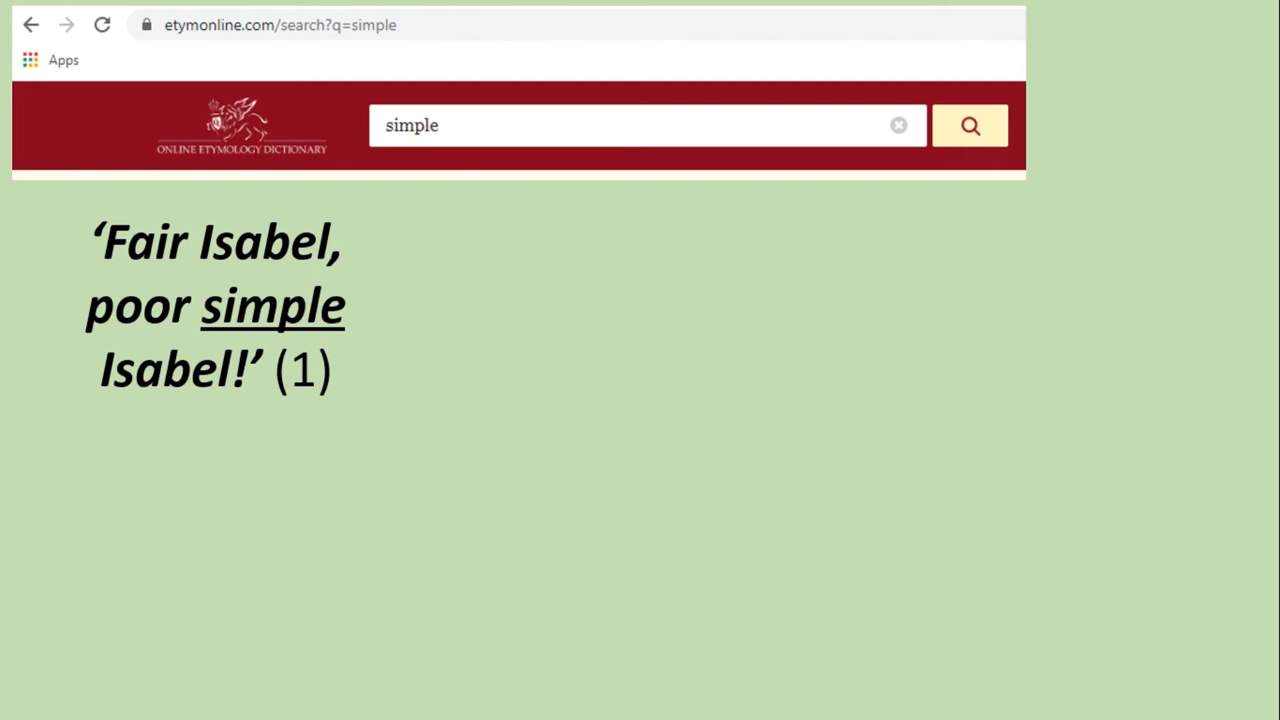 etymonline.com/search?q=simple
Apps
ONLINE ETYMOLOGY DICTIONARY
simple
‘Fair Isabel,
poor simple
Isabel!’ (1)